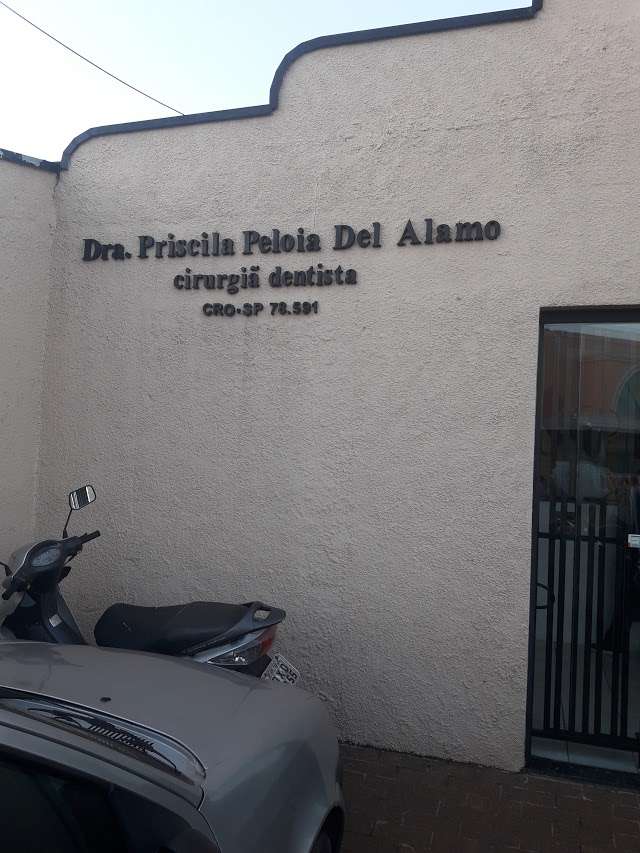 Dra. Priscila Peloia Del Alamo
cirurgiã dentista
CRO-SP 78.591